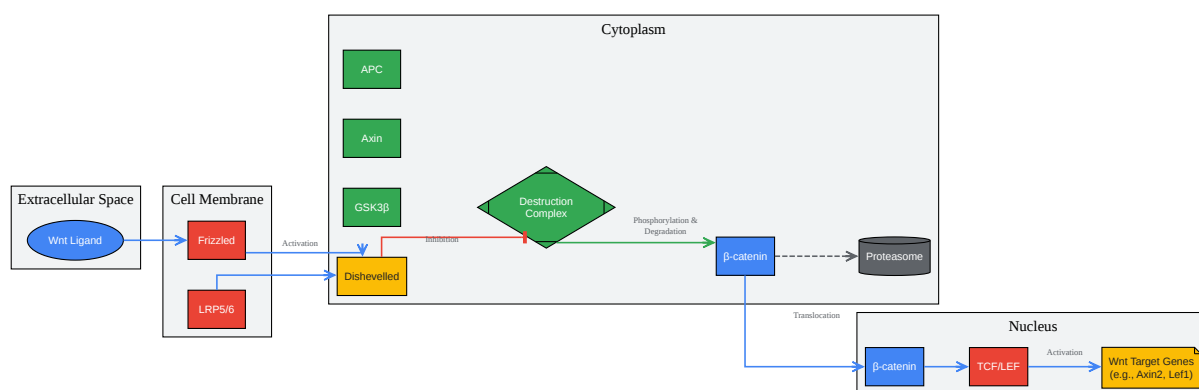 Cytoplasm
APC
Axin
GSK3β
Destruction
Complex
Extracellular Space
Wnt Ligand
Cell Membrane
Frizzled
LRP5/6
Activation
Dishevelled
Inhibition
Phosphorylation &
Degradation
β-catenin
Proteasome
Translocation
Nucleus
β-catenin
TCF/LEF
Activation
Wnt Target Genes
(e.g., Axin2, Lef1)